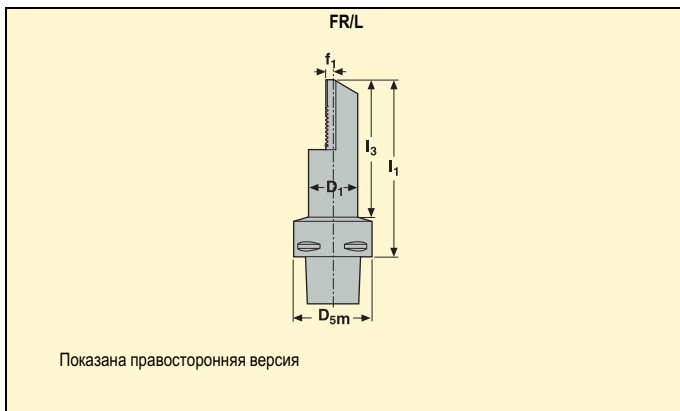 FR/L
f1
l3
l1
D1
D5m
Показана правосторонняя версия